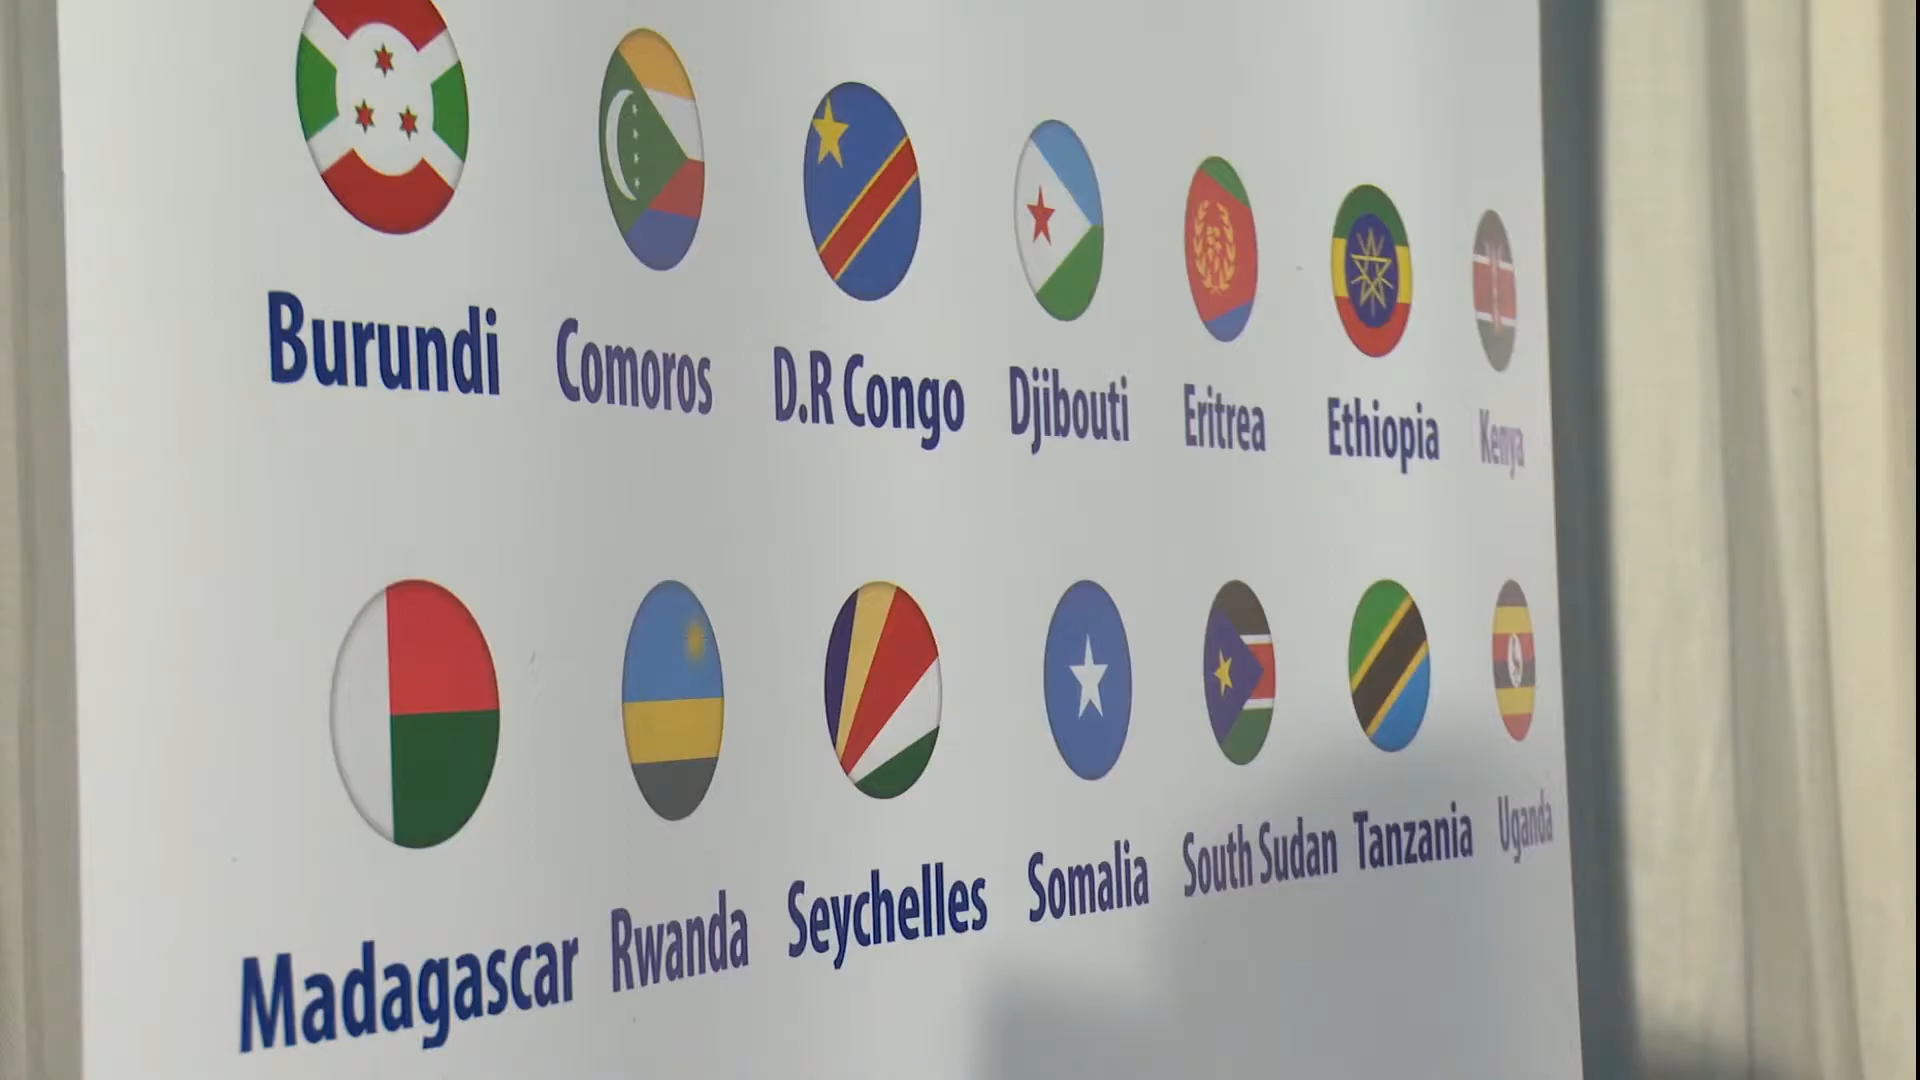 Burundi Comoros D.R Congo Djibouti Eritrea Ethiopia Kenya
Madagascar Rwanda Seychelles Somalia South Sudan Tanzania Uganda